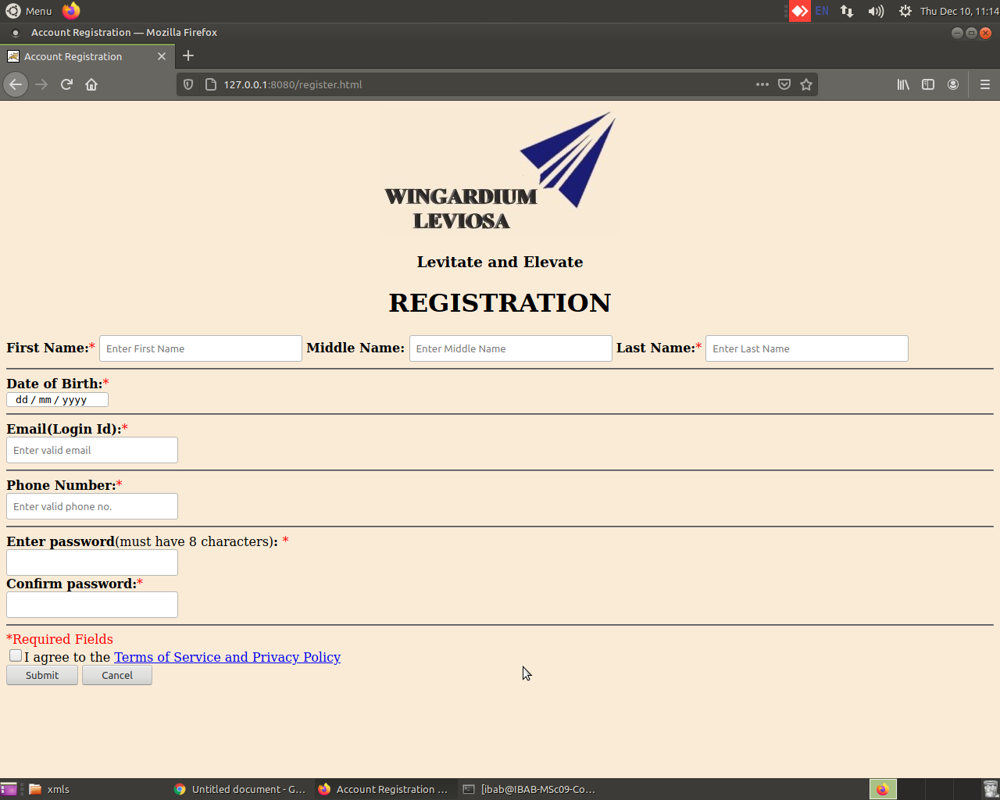 Menu
EN
Thu Dec 10, 11:14
Account Registration — Mozilla Firefox
Account Registration
127.0.0.1:8080/register.html
WINGARDIUM
LEVIOSA
Levitate and Elevate
REGISTRATION
First Name:* Enter First Name Middle Name: Enter Middle Name Last Name:* Enter Last Name
Date of Birth:*
dd / mm / yyyy
Email(Login Id):*
Enter valid email
Phone Number:*
Enter valid phone no.
Enter password(must have 8 characters): *
Confirm password:*
*Required Fields
I agree to the Terms of Service and Privacy Policy
Submit Cancel
xmls
Untitled document - G...
Account Registration ...
[ibab@IBAB-MSc09-Co...